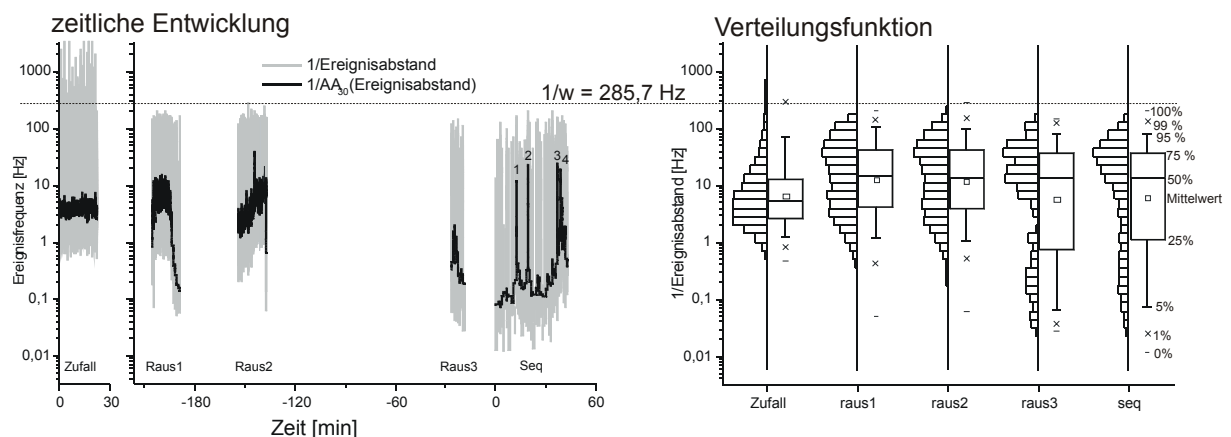 zeitliche Entwicklung
1/Ereignisabstand
1/AA30(Ereignisabstand)
1/w = 285,7 Hz
Ereignisfrequenz [Hz]
1000
100
10
1
0,1
0,01
Zufall
Raus1
Raus2
Raus3
Seq
1
2
3
4
0
30
-180
-120
-60
0
60
Zeit [min]
Verteilungsfunktion
1/Ereignisabstand [Hz]
1000
100
10
1
0,1
0,01
100%
99 %
95 %
75 %
50%
Mittelwert
25%
5%
1%
0%
Zufall
raus1
raus2
raus3
seq